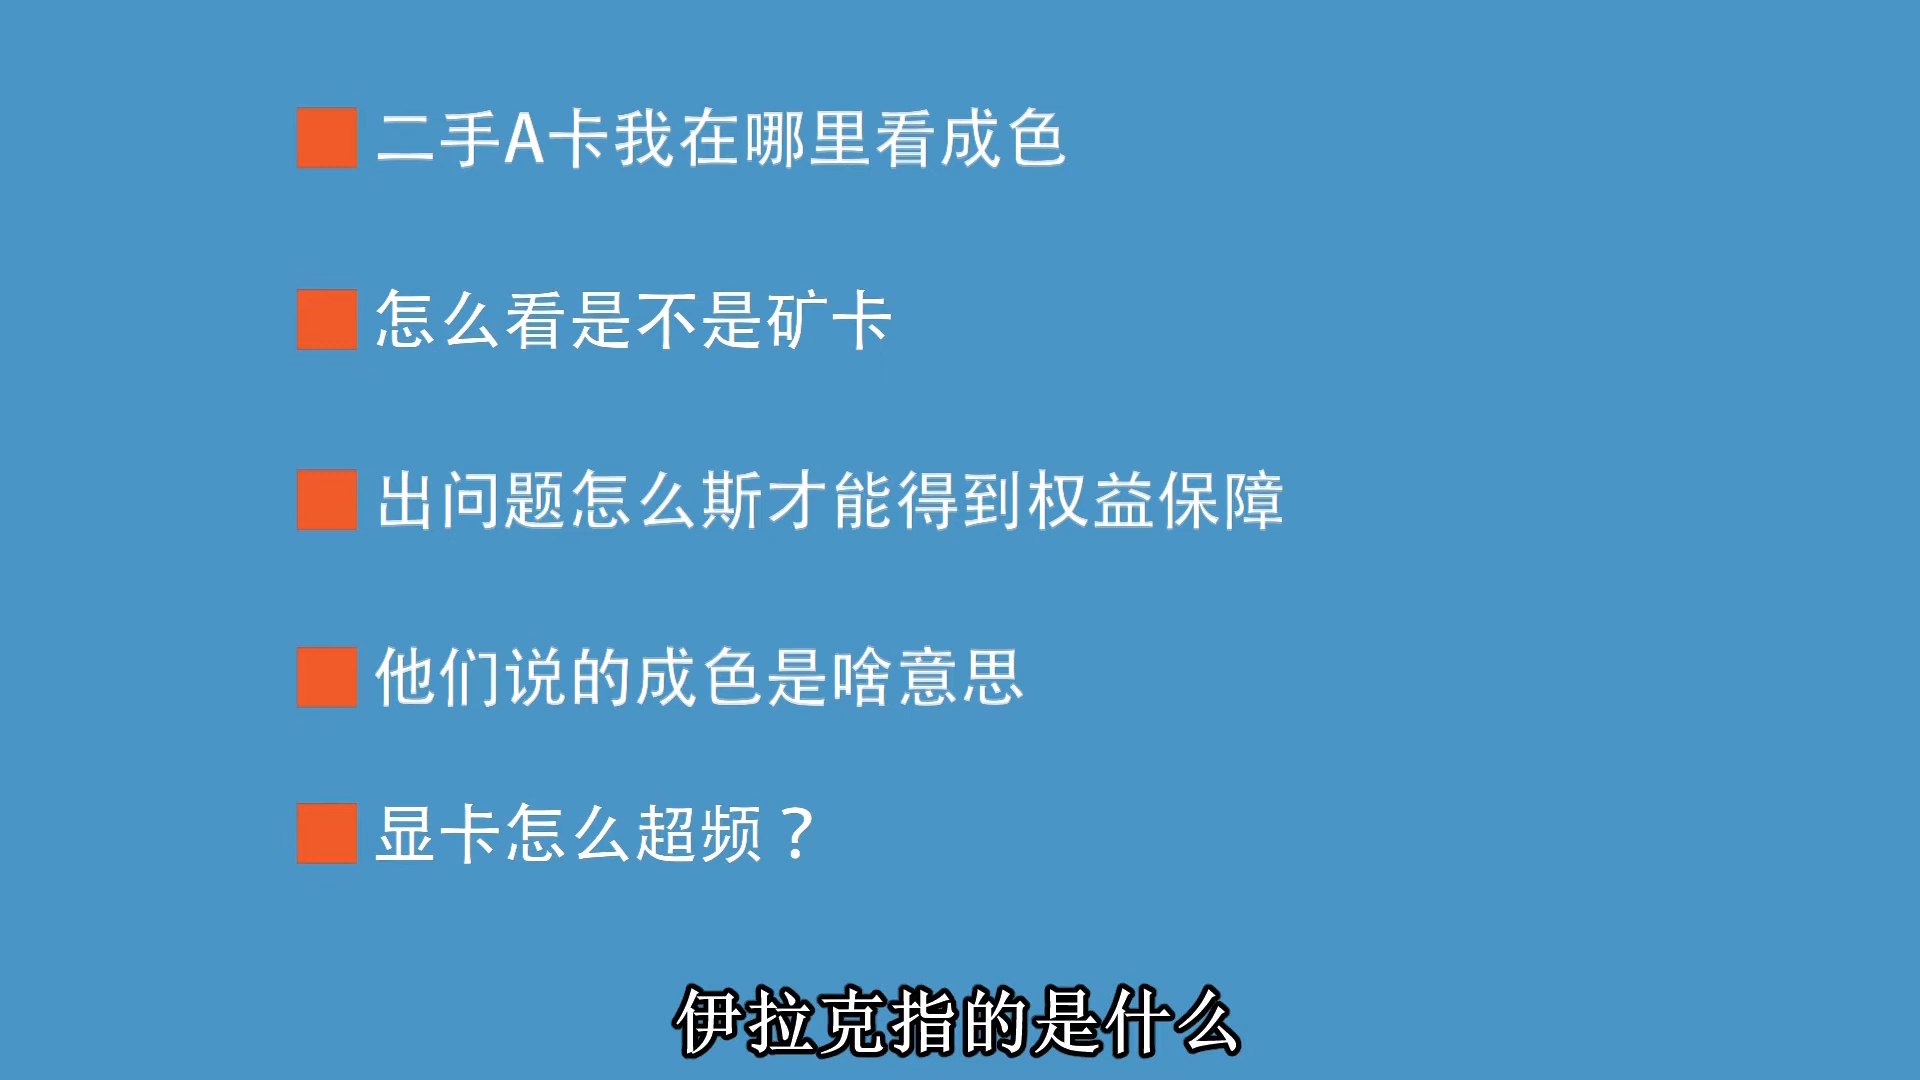 二手A卡我在哪里看成色
怎么看是不是矿卡
出问题怎么斯才能得到权益保障
他们说的成色是啥意思
显卡怎么超频？
伊拉克指的是什么